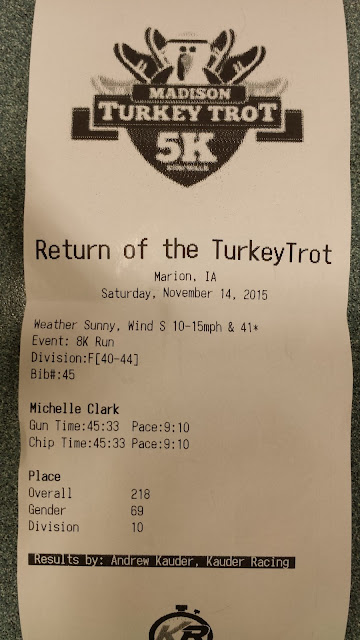 MADISON
TURKEY TROT
5K
Return of the TurkeyTrot
Marion, IA
Saturday, November 14, 2015
Weather Sunny, Wind S 10-15mph & 41*
Event: 8K Run
Division:F[40-44]
Bib#:45
Michelle Clark
Gun Time:45:33 Pace:9:10
Chip Time:45:33 Pace:9:10
Place
Overall 218
Gender 69
Division 10
Results by: Andrew Kauder, Kauder Racing
KR